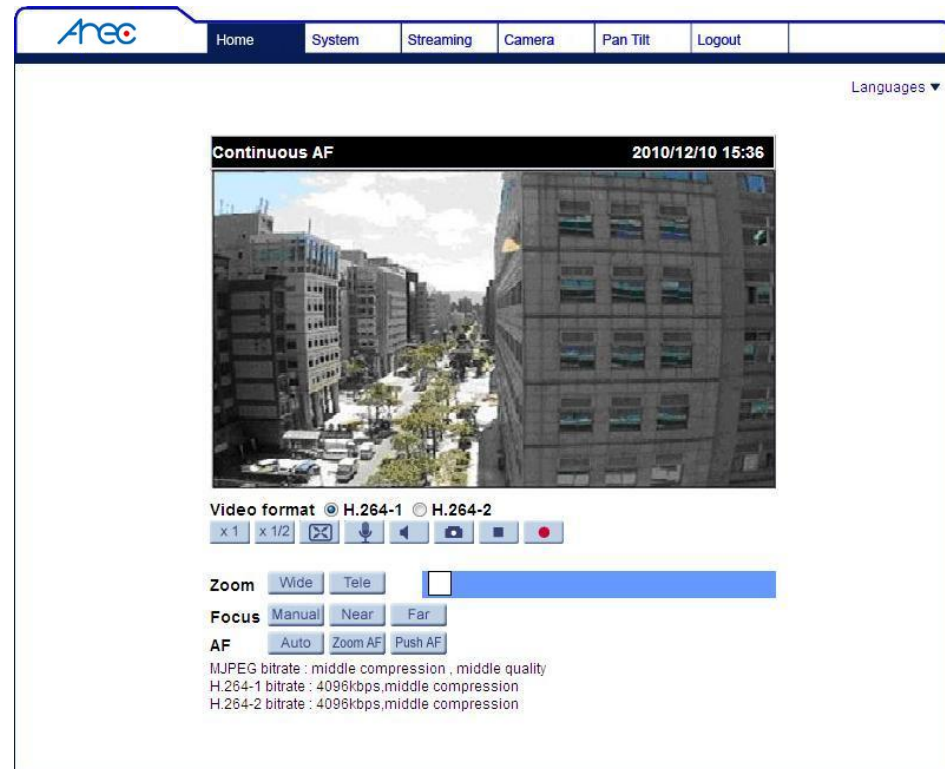 Arec
Home System Streaming Camera Pan Tilt Logout
Languages ▼
Continuous AF 2010/12/10 15:36
Video format H.264-1 H.264-2
x 1 x 1/2
Zoom Wide Tele
Focus Manual Near Far
AF Auto Zoom AF Push AF
MJPEG bitrate : middle compression , middle quality
H.264-1 bitrate : 4096kbps,middle compression
H.264-2 bitrate : 4096kbps,middle compression